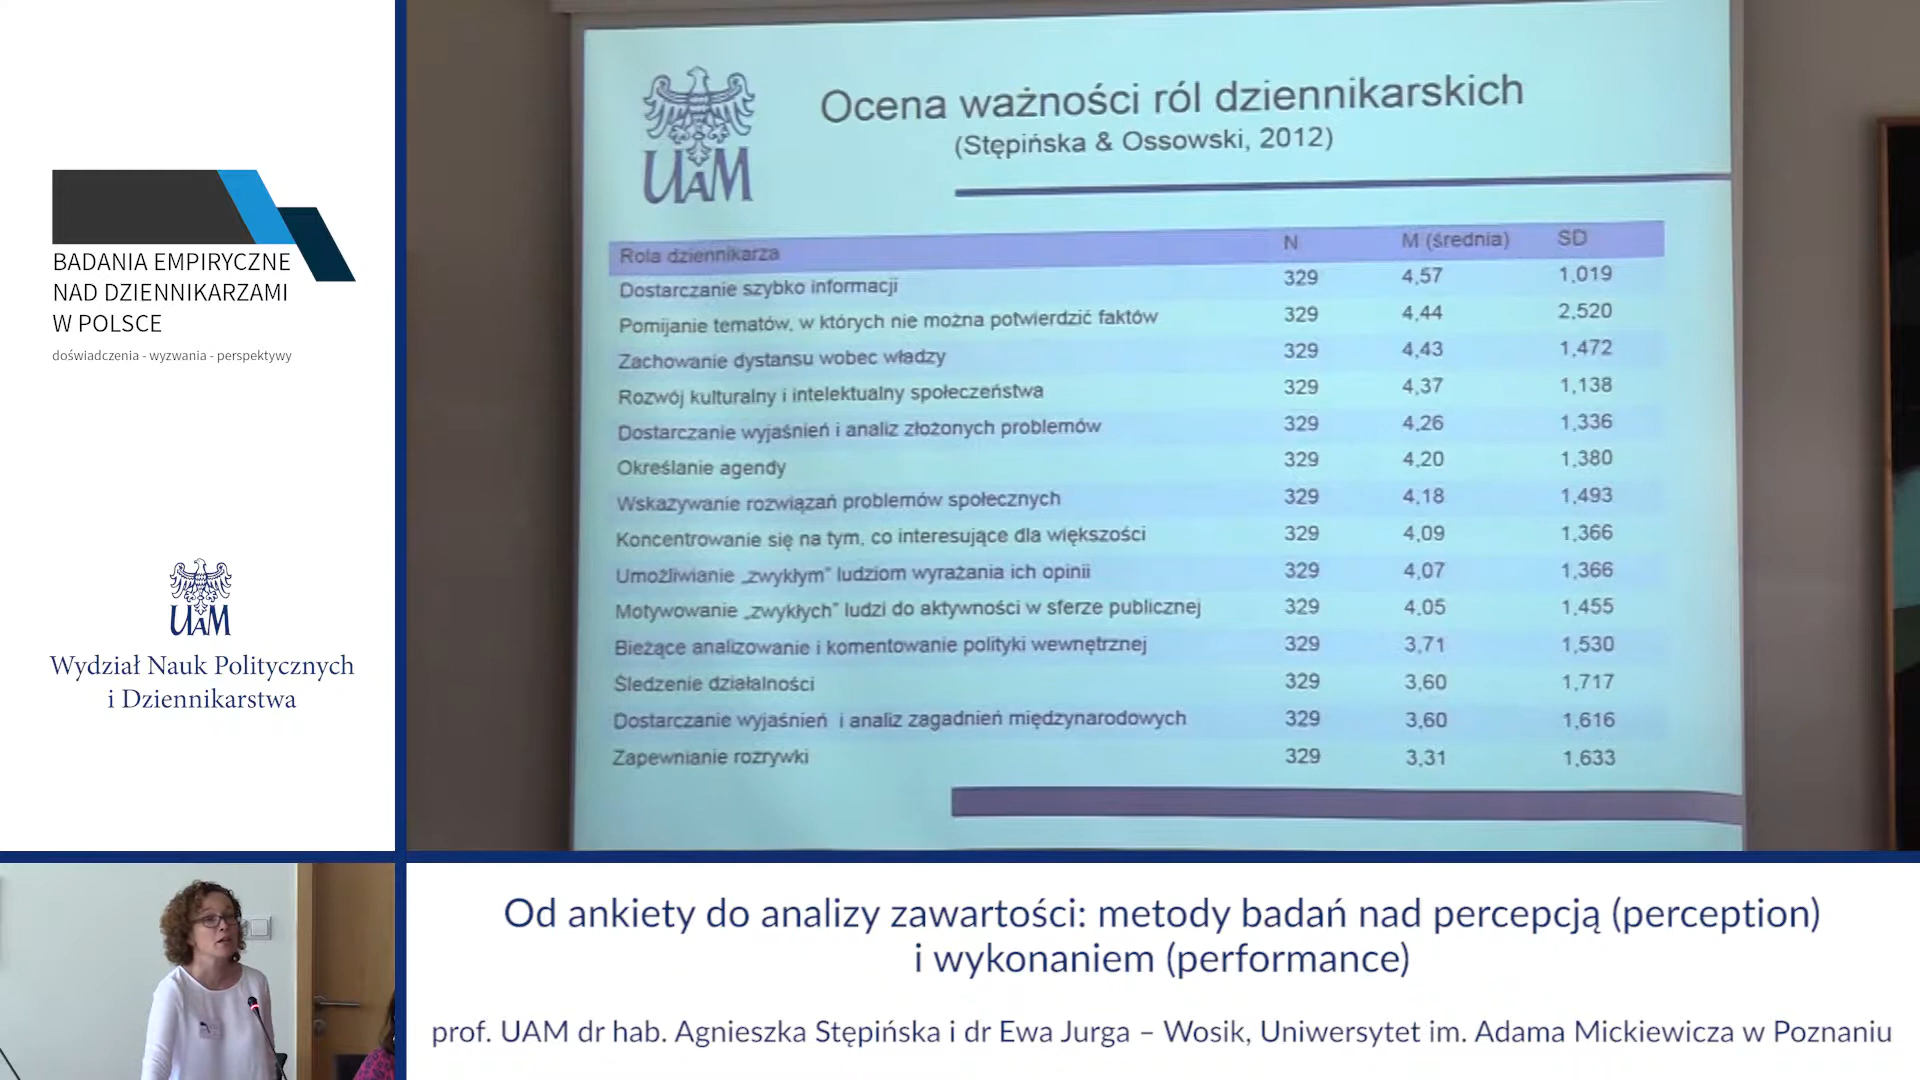 BADANIA EMPIRYCZNE
NAD DZIENNIKARZAMI
W POLSCE
doświadczenia - wyzwania - perspektywy
UAM
Wydział Nauk Politycznych
i Dziennikarstwa
UAM
Ocena ważności ról dziennikarskich
(Stępińska & Ossowski, 2012)
Rola dziennikarza N M (średnia) SD
Dostarczanie szybko informacji 329 4,57 1,019
Pomijanie tematów, w których nie można potwierdzić faktów 329 4,44 2,520
Zachowanie dystansu wobec władzy 329 4,43 1,472
Rozwój kulturalny i intelektualny społeczeństwa 329 4,37 1,138
Dostarczanie wyjaśnień i analiz złożonych problemów 329 4,26 1,336
Określanie agendy 329 4,20 1,380
Wskazywanie rozwiązań problemów społecznych 329 4,18 1,493
Koncentrowanie się na tym, co interesujące dla większości 329 4,09 1,366
Umożliwianie „zwykłym” ludziom wyrażania ich opinii 329 4,07 1,366
Motywowanie „zwykłych” ludzi do aktywności w sferze publicznej 329 4,05 1,455
Bieżące analizowanie i komentowanie polityki wewnętrznej 329 3,71 1,530
Śledzenie działalności 329 3,60 1,717
Dostarczanie wyjaśnień i analiz zagadnień międzynarodowych 329 3,60 1,616
Zapewnianie rozrywki 329 3,31 1,633
Od ankiety do analizy zawartości: metody badań nad percepcją (perception)
i wykonaniem (performance)
prof. UAM dr hab. Agnieszka Stępińska i dr Ewa Jurga – Wosik, Uniwersytet im. Adama Mickiewicza w Poznaniu